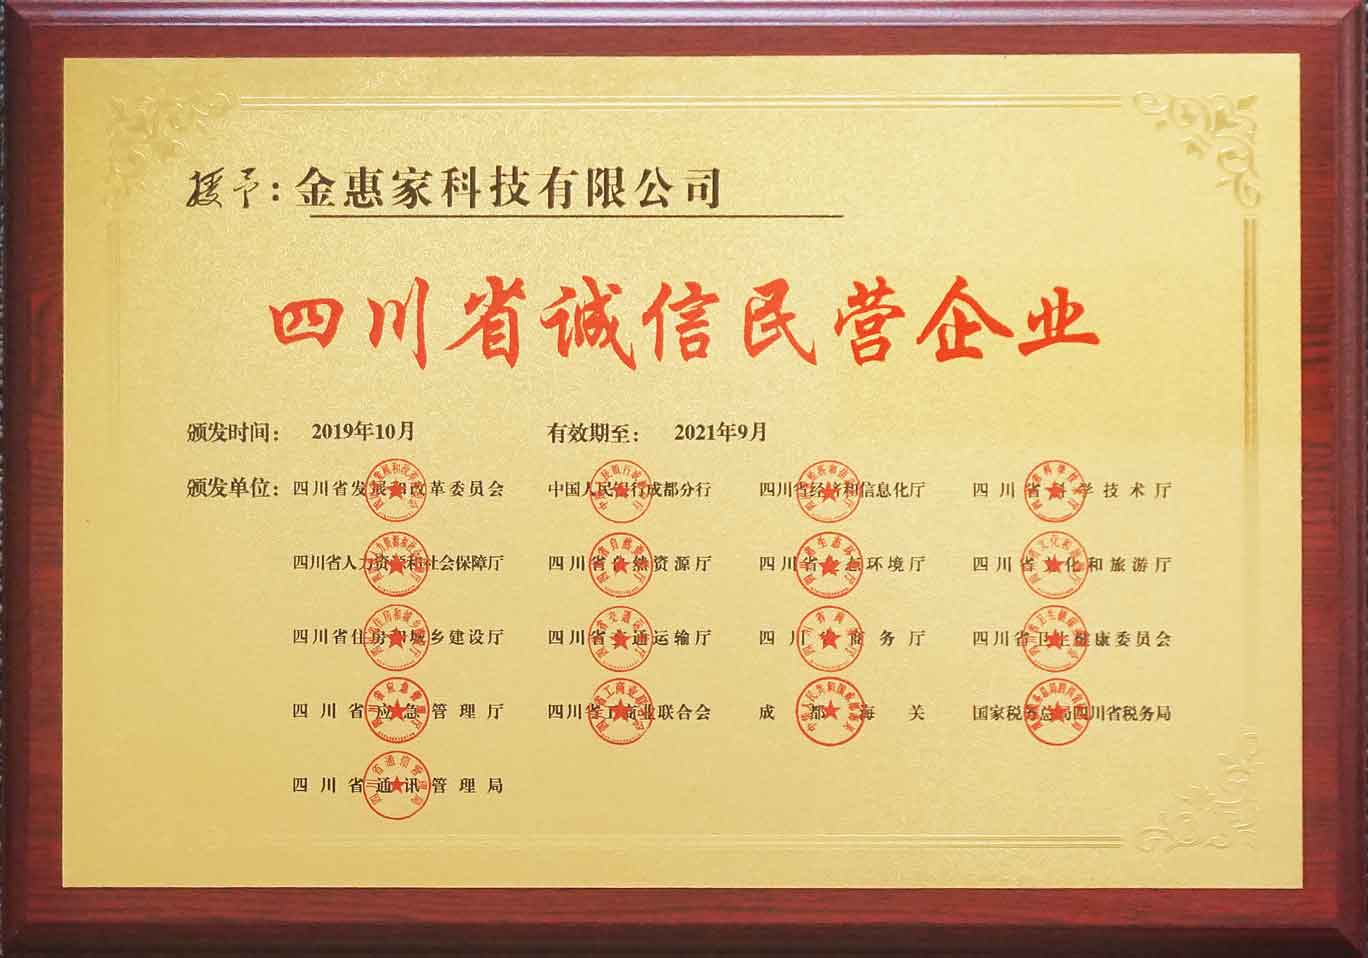 授予：金惠家科技有限公司
四川省诚信民营企业
颁发时间： 2019年10月 有效期至： 2021年9月
颁发单位： 四川省发展和改革委员会 中国人民银行成都分行 四川省经济和信息化厅 四川省科学技术厅
四川省人力资源和社会保障厅 四川省自然资源厅 四川省生态环境厅 四川省文化和旅游厅
四川省住房和城乡建设厅 四川省交通运输厅 四川省商务厅 四川省卫生健康委员会
四川省应急管理厅 四川省工商业联合会 成都海关 国家税务总局四川省税务局
四川省通讯管理局